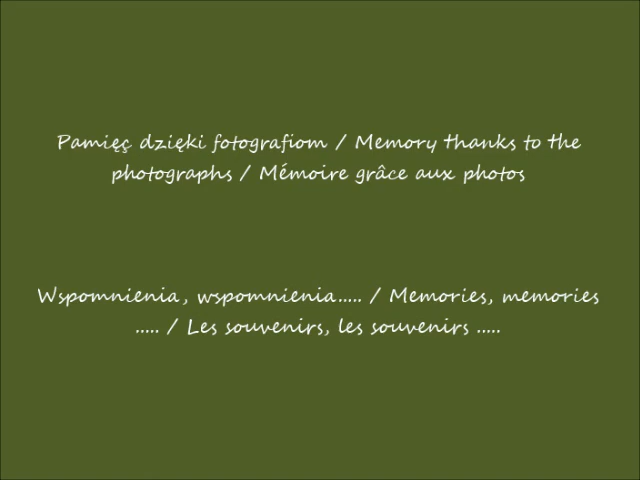 Pamięç dzięki fotografiom / Memory thanks to the
photographs / Mémoire grâce aux photos
Wspomnienia, wspomnienia..... / Memories, memories
..... / Les souvenirs, les souvenirs .....